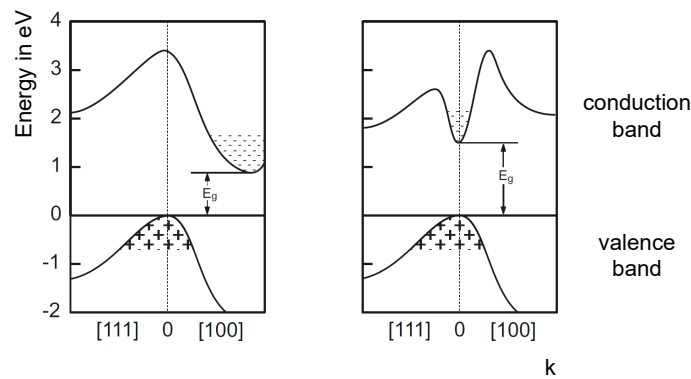 Energy in eV
4
3
2
1
0
-1
-2
E_g
[111] 0 [100]
E_g
[111] 0 [100]
k
conduction
band
valence
band